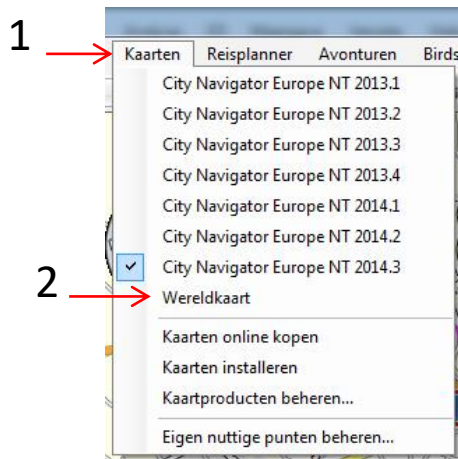 1
Kaarten Reisplanner Avonturen Birds
City Navigator Europe NT 2013.1
City Navigator Europe NT 2013.2
City Navigator Europe NT 2013.3
City Navigator Europe NT 2013.4
City Navigator Europe NT 2014.1
City Navigator Europe NT 2014.2
City Navigator Europe NT 2014.3
2
Wereldkaart
Kaarten online kopen
Kaarten installeren
Kaartproducten beheren...
Eigen nuttige punten beheren...